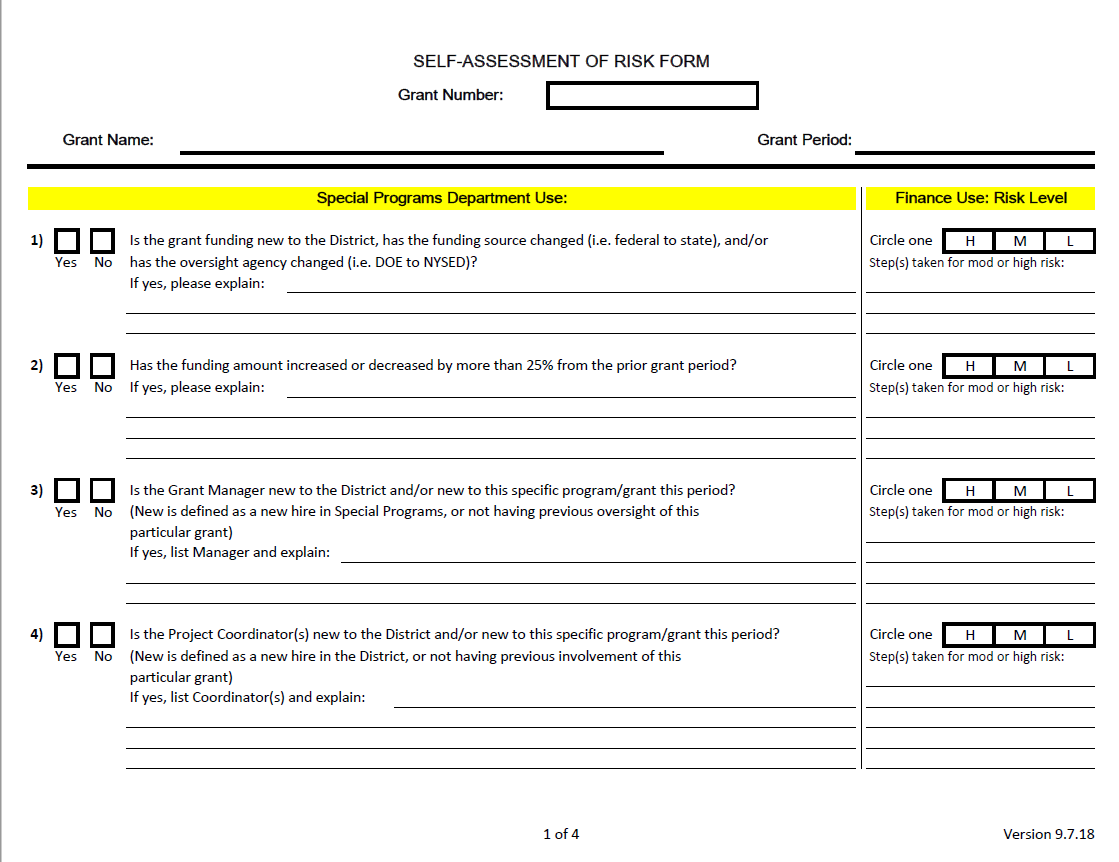 SELF-ASSESSMENT OF RISK FORM
Grant Number:
Grant Name:
Grant Period:
Special Programs Department Use:
Finance Use: Risk Level
1)
Yes No
Is the grant funding new to the District, has the funding source changed (i.e. federal to state), and/or
has the oversight agency changed (i.e. DOE to NYSED)?
If yes, please explain:
Circle one H M L
Step(s) taken for mod or high risk:
2)
Yes No
Has the funding amount increased or decreased by more than 25% from the prior grant period?
If yes, please explain:
Circle one H M L
Step(s) taken for mod or high risk:
3)
Yes No
Is the Grant Manager new to the District and/or new to this specific program/grant this period?
(New is defined as a new hire in Special Programs, or not having previous oversight of this
particular grant)
If yes, list Manager and explain:
Circle one H M L
Step(s) taken for mod or high risk:
4)
Yes No
Is the Project Coordinator(s) new to the District and/or new to this specific program/grant this period?
(New is defined as a new hire in the District, or not having previous involvement of this
particular grant)
If yes, list Coordinator(s) and explain:
Circle one H M L
Step(s) taken for mod or high risk:
1 of 4
Version 9.7.18